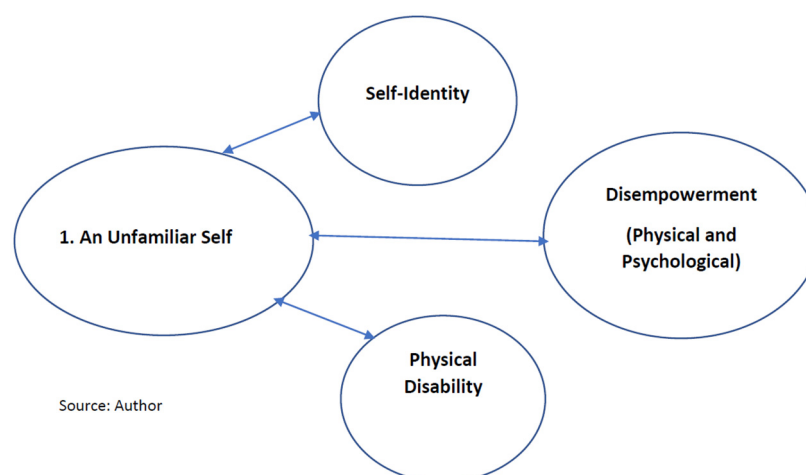 Self-Identity
1. An Unfamiliar Self
Disempowerment
(Physical and
Psychological)
Physical
Disability
Source: Author